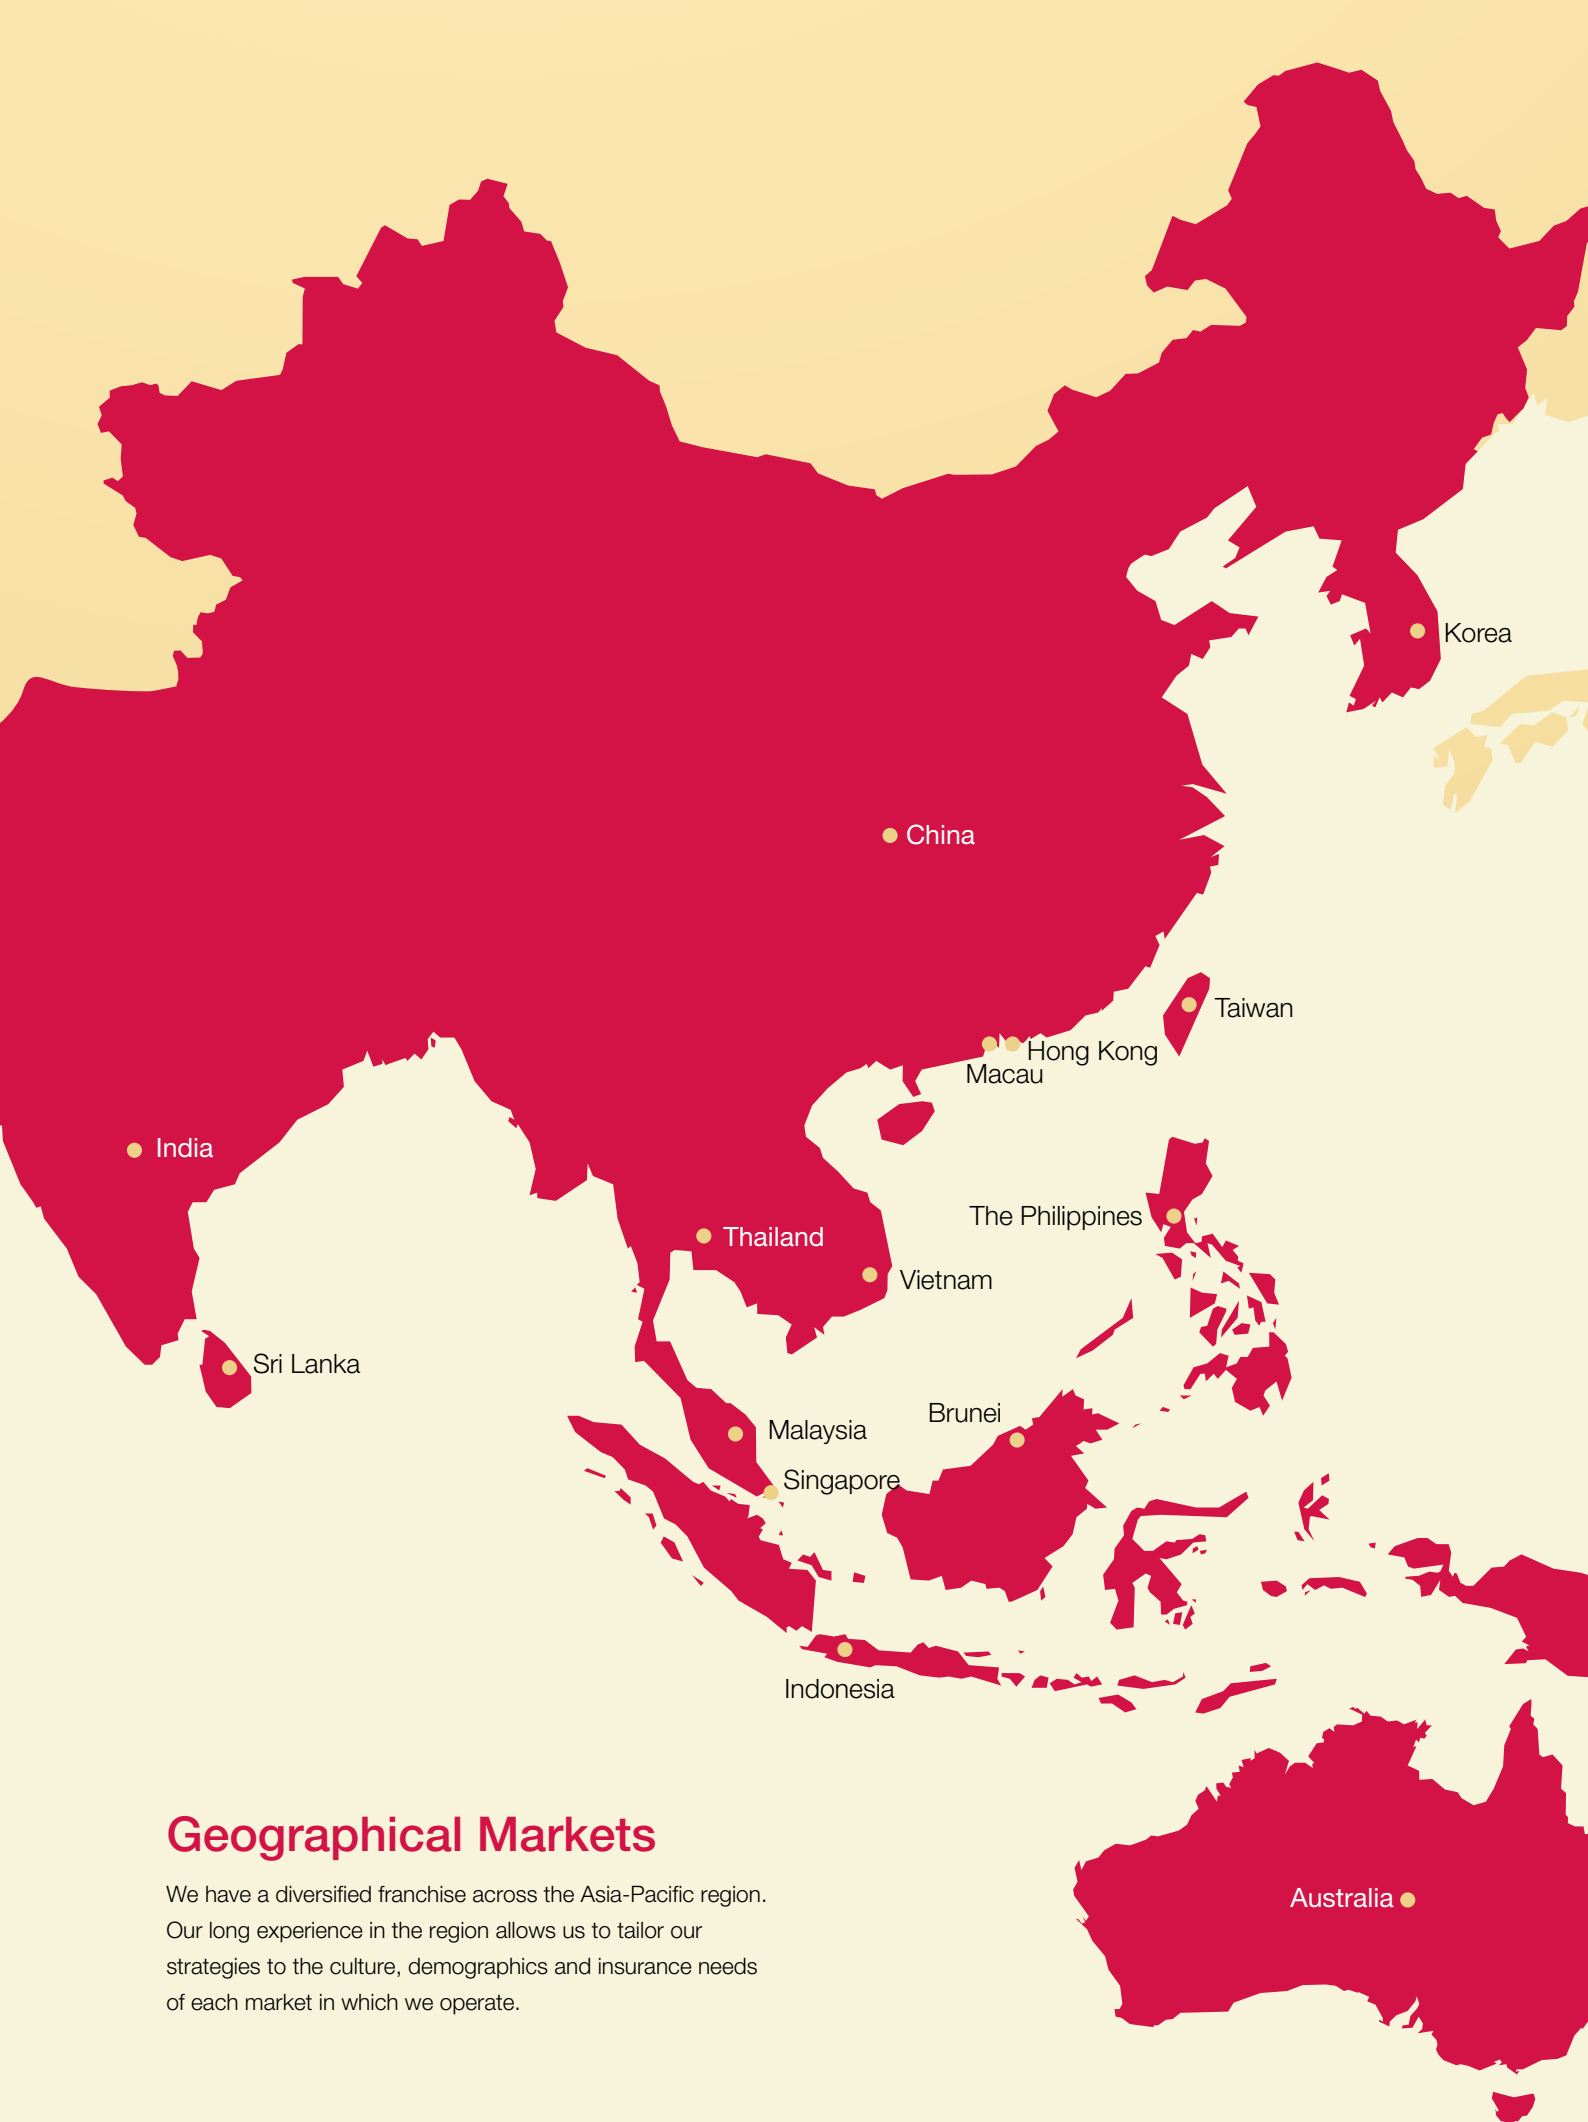 Korea
China
Taiwan
Hong Kong
Macau
India
The Philippines
Thailand
Vietnam
Sri Lanka
Brunei
Malaysia
Singapore
Indonesia
Geographical Markets
We have a diversified franchise across the Asia-Pacific region.
Our long experience in the region allows us to tailor our
strategies to the culture, demographics and insurance needs
of each market in which we operate.
Australia